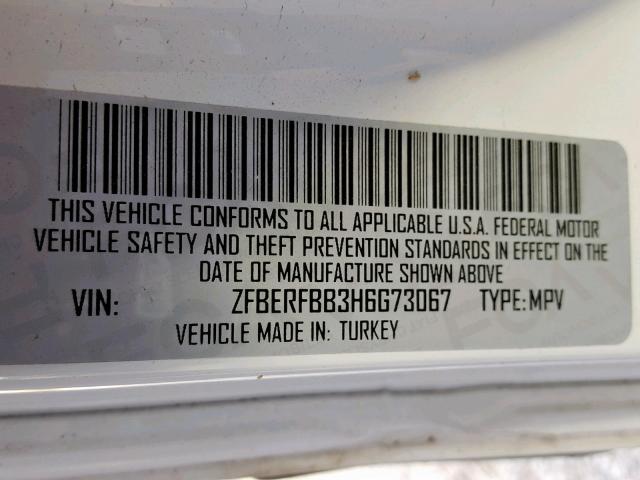 THIS VEHICLE CONFORMS TO ALL APPLICABLE U.S.A. FEDERAL MOTOR
VEHICLE SAFETY AND THEFT PREVENTION STANDARDS IN EFFECT ON THE
DATE OF MANUFACTURE SHOWN ABOVE
VIN: ZFBERFBB3H6G73067 TYPE: MPV
VEHICLE MADE IN: TURKEY